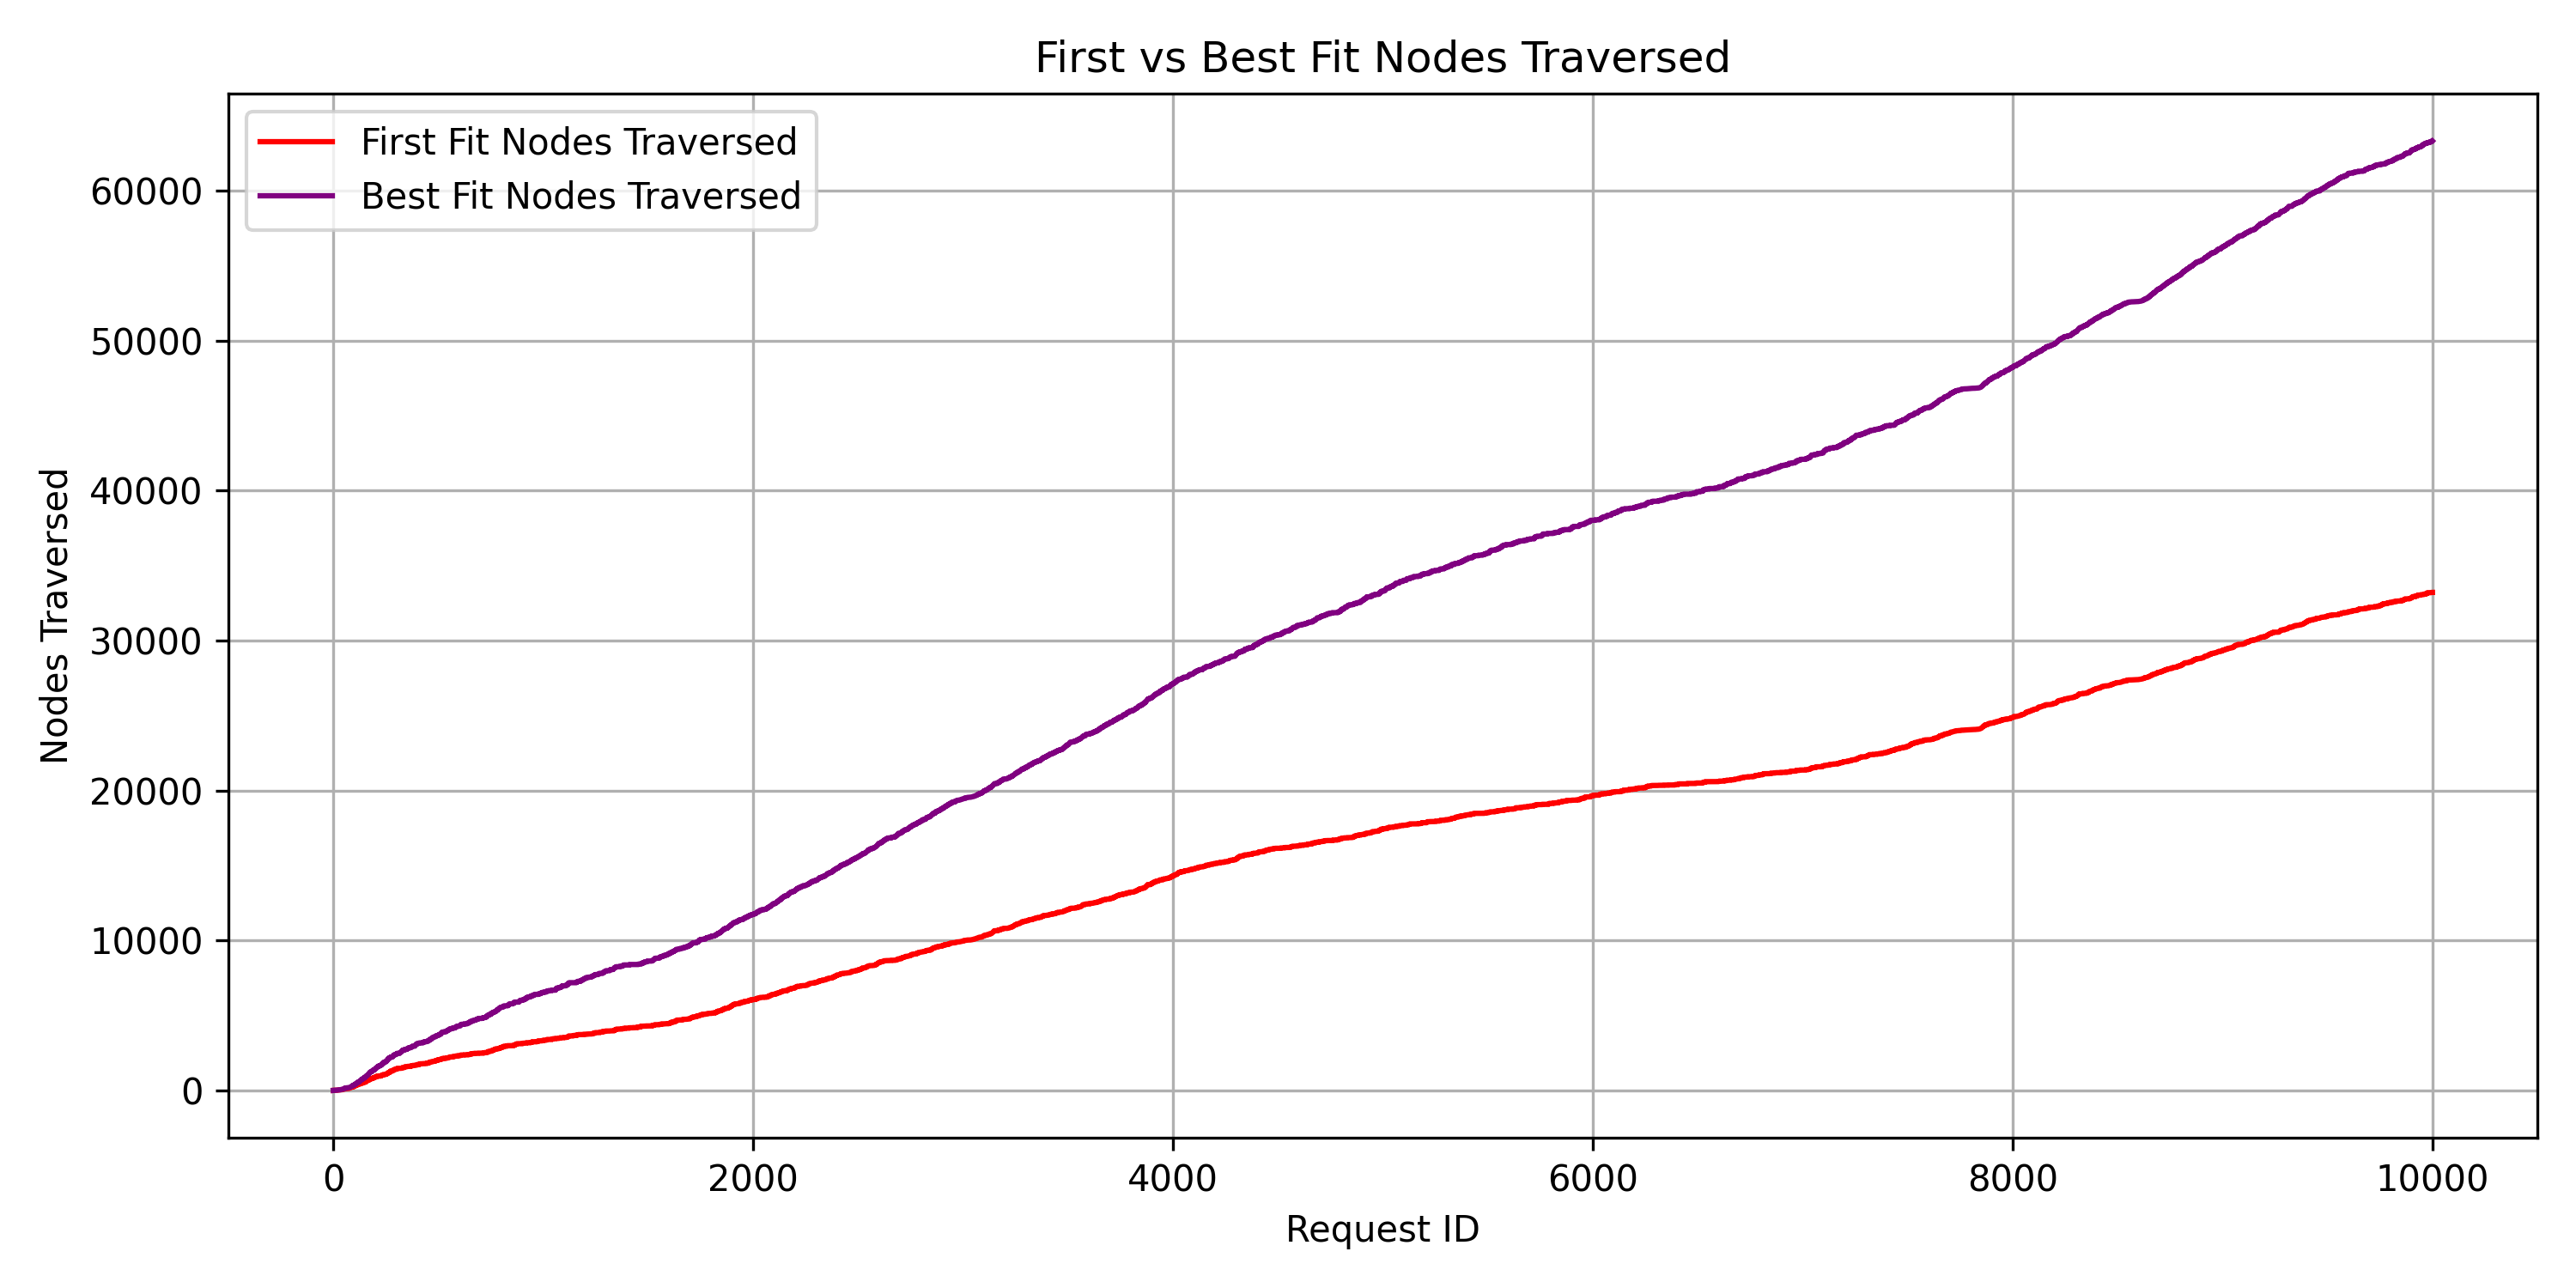 First vs Best Fit Nodes Traversed
First Fit Nodes Traversed
Best Fit Nodes Traversed
Nodes Traversed
60000
50000
40000
30000
20000
10000
0
0 2000 4000 6000 8000 10000
Request ID